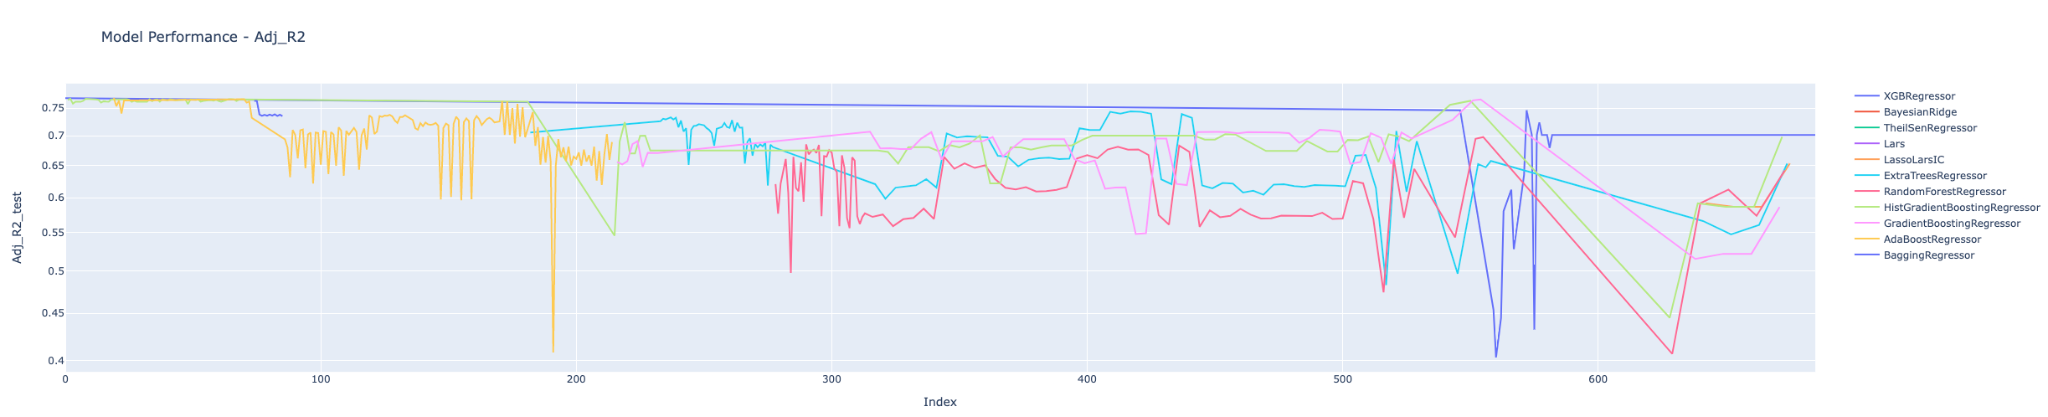 Model Performance - Adj_R2
Adj_R2_test
0.75
0.7
0.65
0.6
0.55
0.5
0.45
0.4
0
100
200
300
400
500
600
Index
XGBRegressor
BayesianRidge
TheilSenRegressor
Lars
LassoLarsIC
ExtraTreesRegressor
RandomForestRegressor
HistGradientBoostingRegressor
GradientBoostingRegressor
AdaBoostRegressor
BaggingRegressor